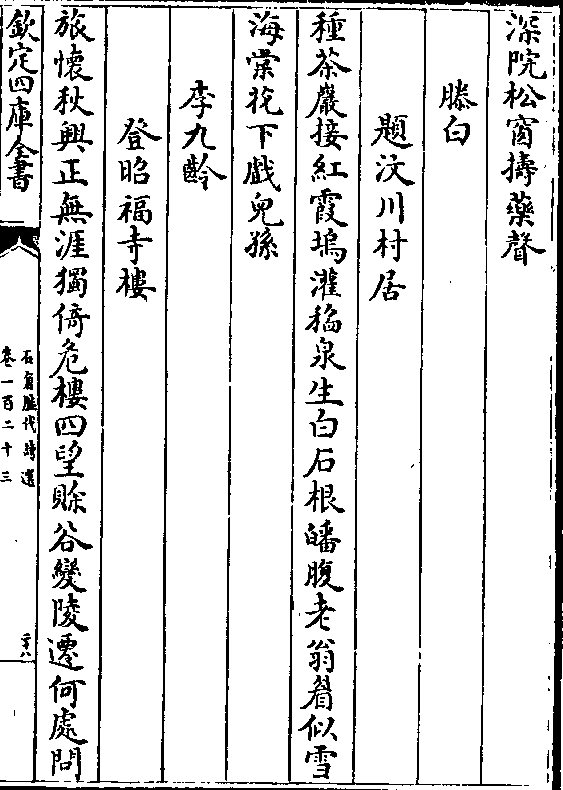 深院松窗擣藥聲
滕白
題汶川村居
種茶巖接紅霞塢灌稻泉生白石根皤腹老翁眉似雪
海棠花下戲兒孫
李九齡
登昭福寺樓
旅懷秋興正無涯獨倚危樓四望賖谷變陵遷何處問
欽定四庫全書
石倉歷代詩選
卷一百二十三
二十八